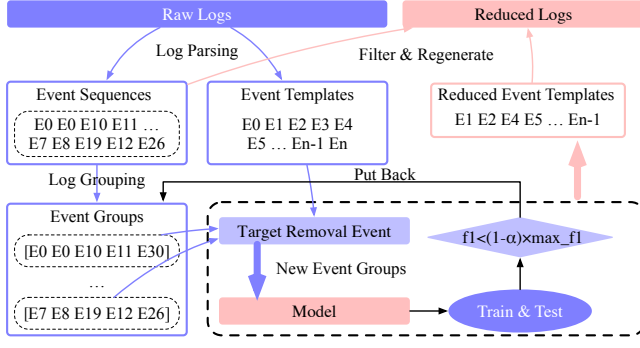 Raw Logs
Reduced Logs
Log Parsing
Filter & Regenerate
Event Sequences
E0 E0 E10 E11 …
E7 E8 E19 E12 E26
Event Templates
E0 E1 E2 E3 E4
E5 … En-1 En
Reduced Event Templates
E1 E2 E4 E5 … En-1
Log Grouping
Put Back
Event Groups
[E0 E0 E10 E11 E30]
…
[E7 E8 E19 E12 E26]
Target Removal Event
f1<(1-α)×max_f1
New Event Groups
Model
Train & Test